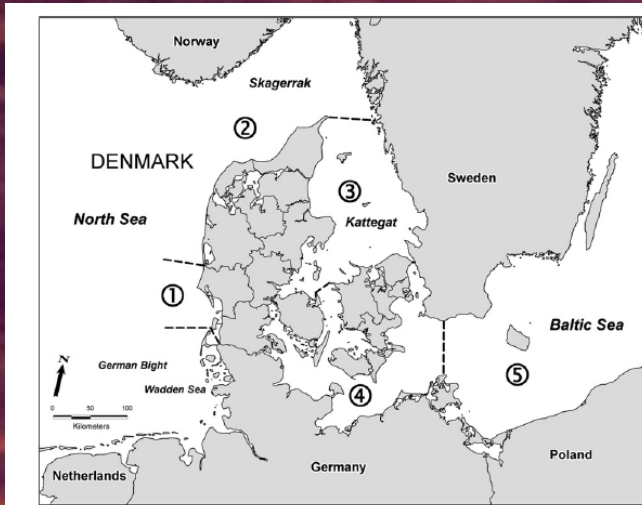 Norway
Skagerrak
②
DENMARK
③
Sweden
North Sea
Kattegat
①
Baltic Sea
German Bight
⑤
Wadden Sea
④
N
0 50 100
Kilometers
Netherlands
Germany
Poland